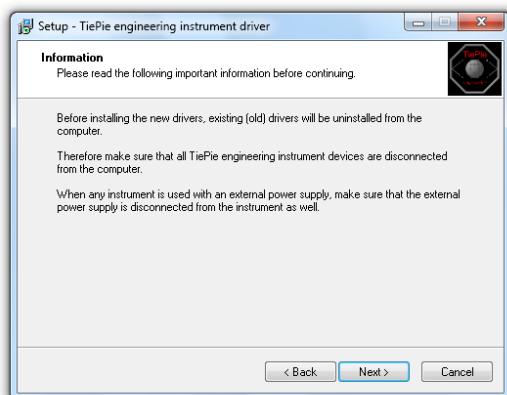 Setup - TiePie engineering instrument driver
Information
Please read the following important information before continuing.
TiePie
Before installing the new drivers, existing (old) drivers will be uninstalled from the
computer.
Therefore make sure that all TiePie engineering instrument devices are disconnected
from the computer.
When any instrument is used with an external power supply, make sure that the external
power supply is disconnected from the instrument as well.
< Back
Next >
Cancel